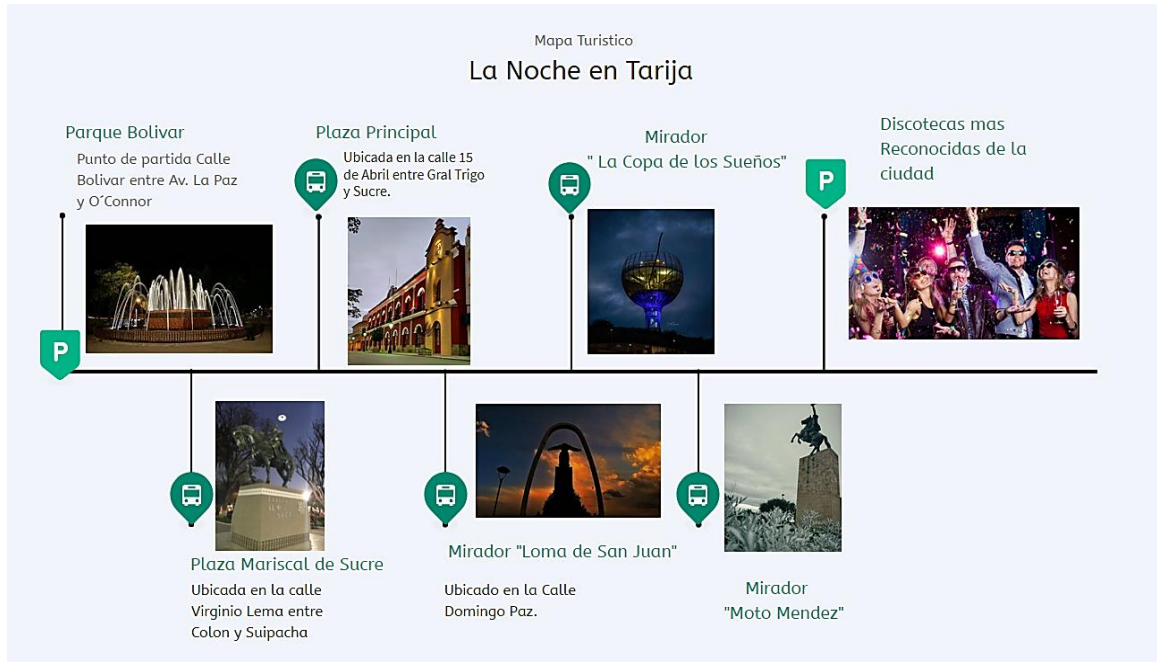 Mapa Turistico
La Noche en Tarija
Parque Bolivar
Punto de partida Calle
Bolivar entre Av. La Paz
y O´Connor
P
Plaza Mariscal de Sucre
Ubicada en la calle
Virginio Lema entre
Colon y Suipacha
Plaza Principal
Ubicada en la calle 15
de Abril entre Gral Trigo
y Sucre.
Mirador "Loma de San Juan"
Ubicado en la Calle
Domingo Paz.
Mirador
" La Copa de los Sueños"
Mirador
"Moto Mendez"
Discotecas mas
Reconocidas de la
ciudad
P